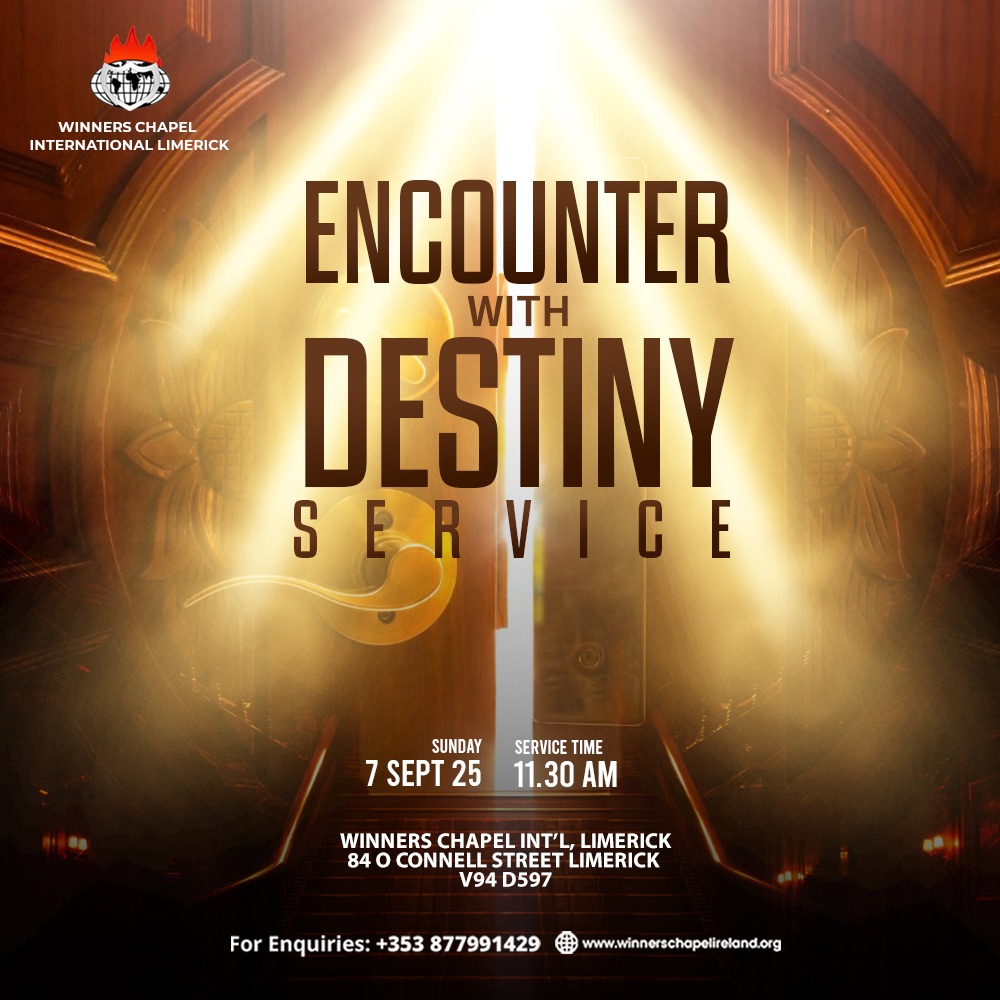 WINNERS CHAPEL
INTERNATIONAL LIMERICK
ENCOUNTER
WITH
DESTINY
SERVICE
SUNDAY
7 SEPT 25
SERVICE TIME
11.30 AM
WINNERS CHAPEL INT'L, LIMERICK
84 O CONNELL STREET LIMERICK
V94 D597
For Enquiries: +353 877991429 www.winnerschapelireland.org